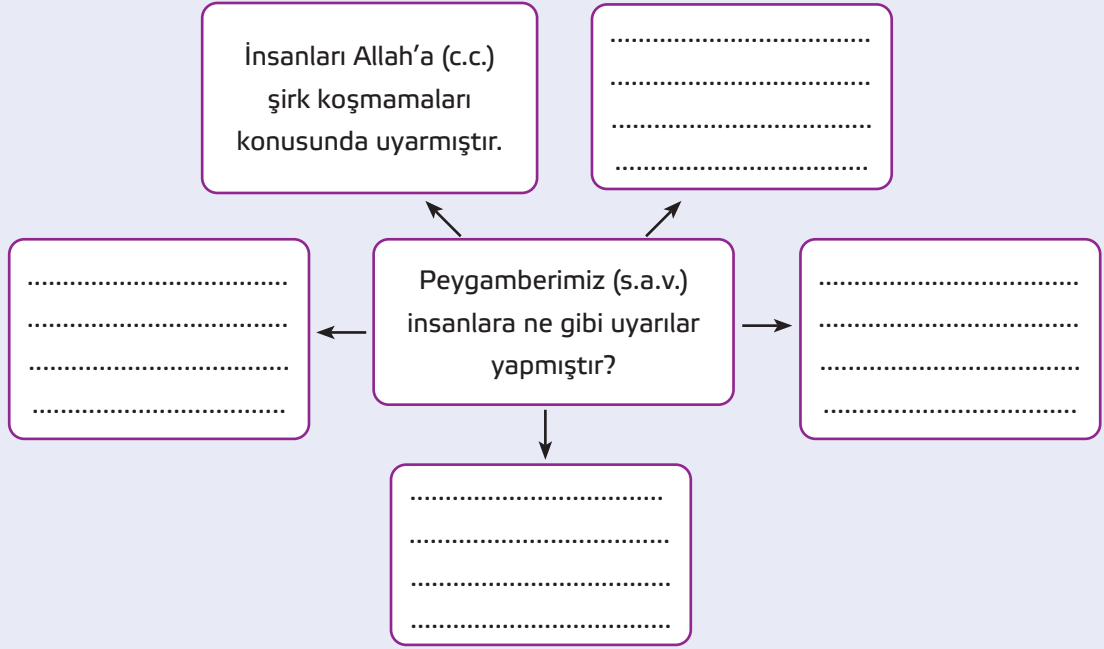 İnsanları Allah’a (c.c.)
şirk koşmamaları
konusunda uyarmıştır.
.....................................
.....................................
.....................................
....................................
.....................................
.....................................
.....................................
....................................
Peygamberimiz (s.a.v.)
insanlara ne gibi uyarılar
yapmıştır?
.....................................
.....................................
.....................................
....................................
....................................
.....................................
.....................................
.....................................